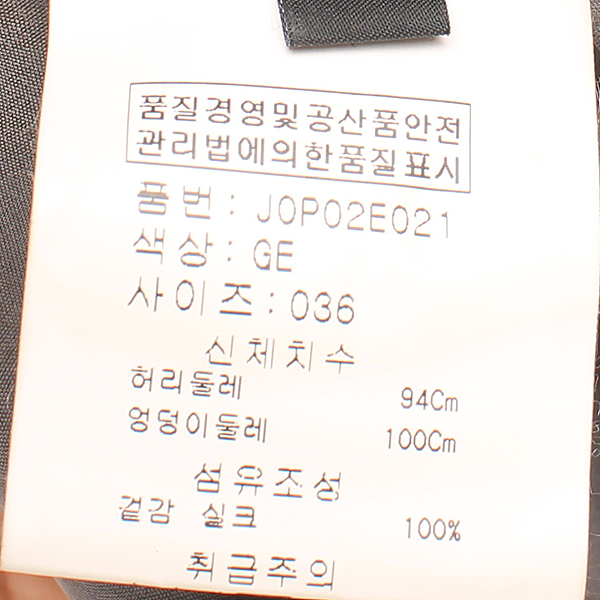 품질경영및공산품안전
관리법에의한품질표시
품번: JOP02E021
색상: GE
사이즈: 036
신체치수
허리둘레 94Cm
엉덩이둘레 100Cm
섬유조성
겉감 실크 100%
취급주의